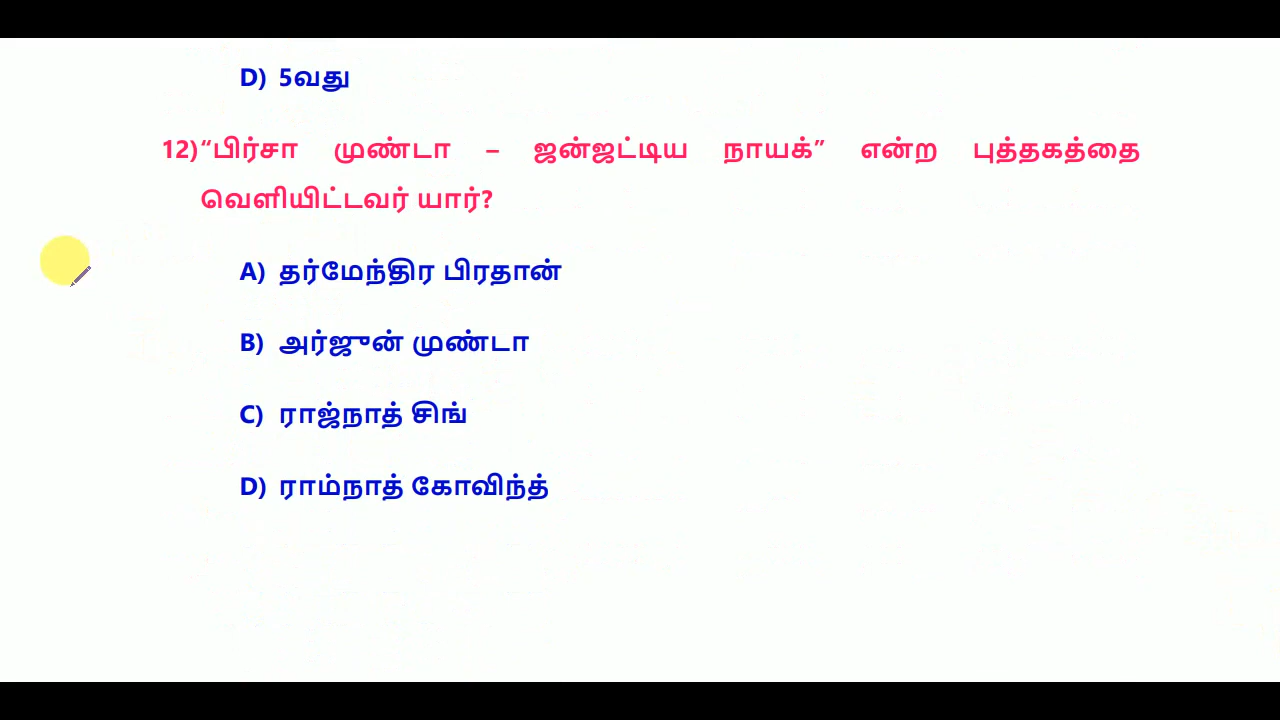 D) 5வது
12) “பிர்சா முண்டா – ஜன்ஜட்டிய நாயக்” என்ற புத்தகத்தை
வெளியிட்டவர் யார்?
A) தர்மேந்திர பிரதான்
B) அர்ஜுன் முண்டா
C) ராஜ்நாத் சிங்
D) ராம்நாத் கோவிந்த்